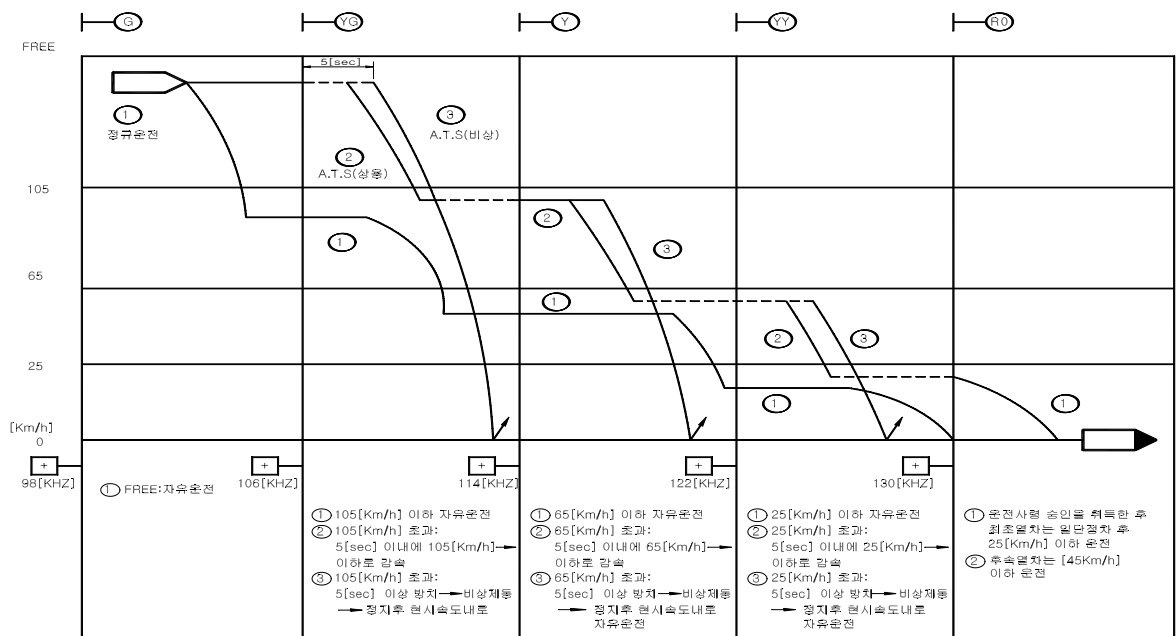 G
YG
Y
YY
R0
FREE
5[sec]
1
정규운전
3
A.T.S(비상)
2
A.T.S(상용)
105
2
1
3
65
1
2
3
25
1
1
[Km/h]
0
+
+
+
+
+
98[KHZ]
106[KHZ]
114[KHZ]
122[KHZ]
130[KHZ]
1 FREE:자유운전
1 105[Km/h] 이하 자유운전
2 105[Km/h] 초과:
5[sec] 이내에 105[Km/h]
이하로 감속
3 105[Km/h] 초과:
5[sec] 이상 방치 → 비상제동
→ 정지후 현시속도내로
자유운전
1 65[Km/h] 이하 자유운전
2 65[Km/h] 초과:
5[sec] 이내에 65[Km/h] →
이하로 감속
3 65[Km/h] 초과:
5[sec] 이상 방치 → 비상제동
→ 정지후 현시속도내로
자유운전
1 25[Km/h] 이하 자유운전
2 25[Km/h] 초과:
5[sec] 이내에 25[Km/h] →
이하로 감속
3 25[Km/h] 초과:
5[sec] 이상 방치 → 비상제동
→ 정지후 현시속도내로
자유운전
1 운전사령 승인을 취득한 후
최초열차는 일단정차 후
25[Km/h] 이하 운전
2 후속열차는 [45Km/h]
이하 운전